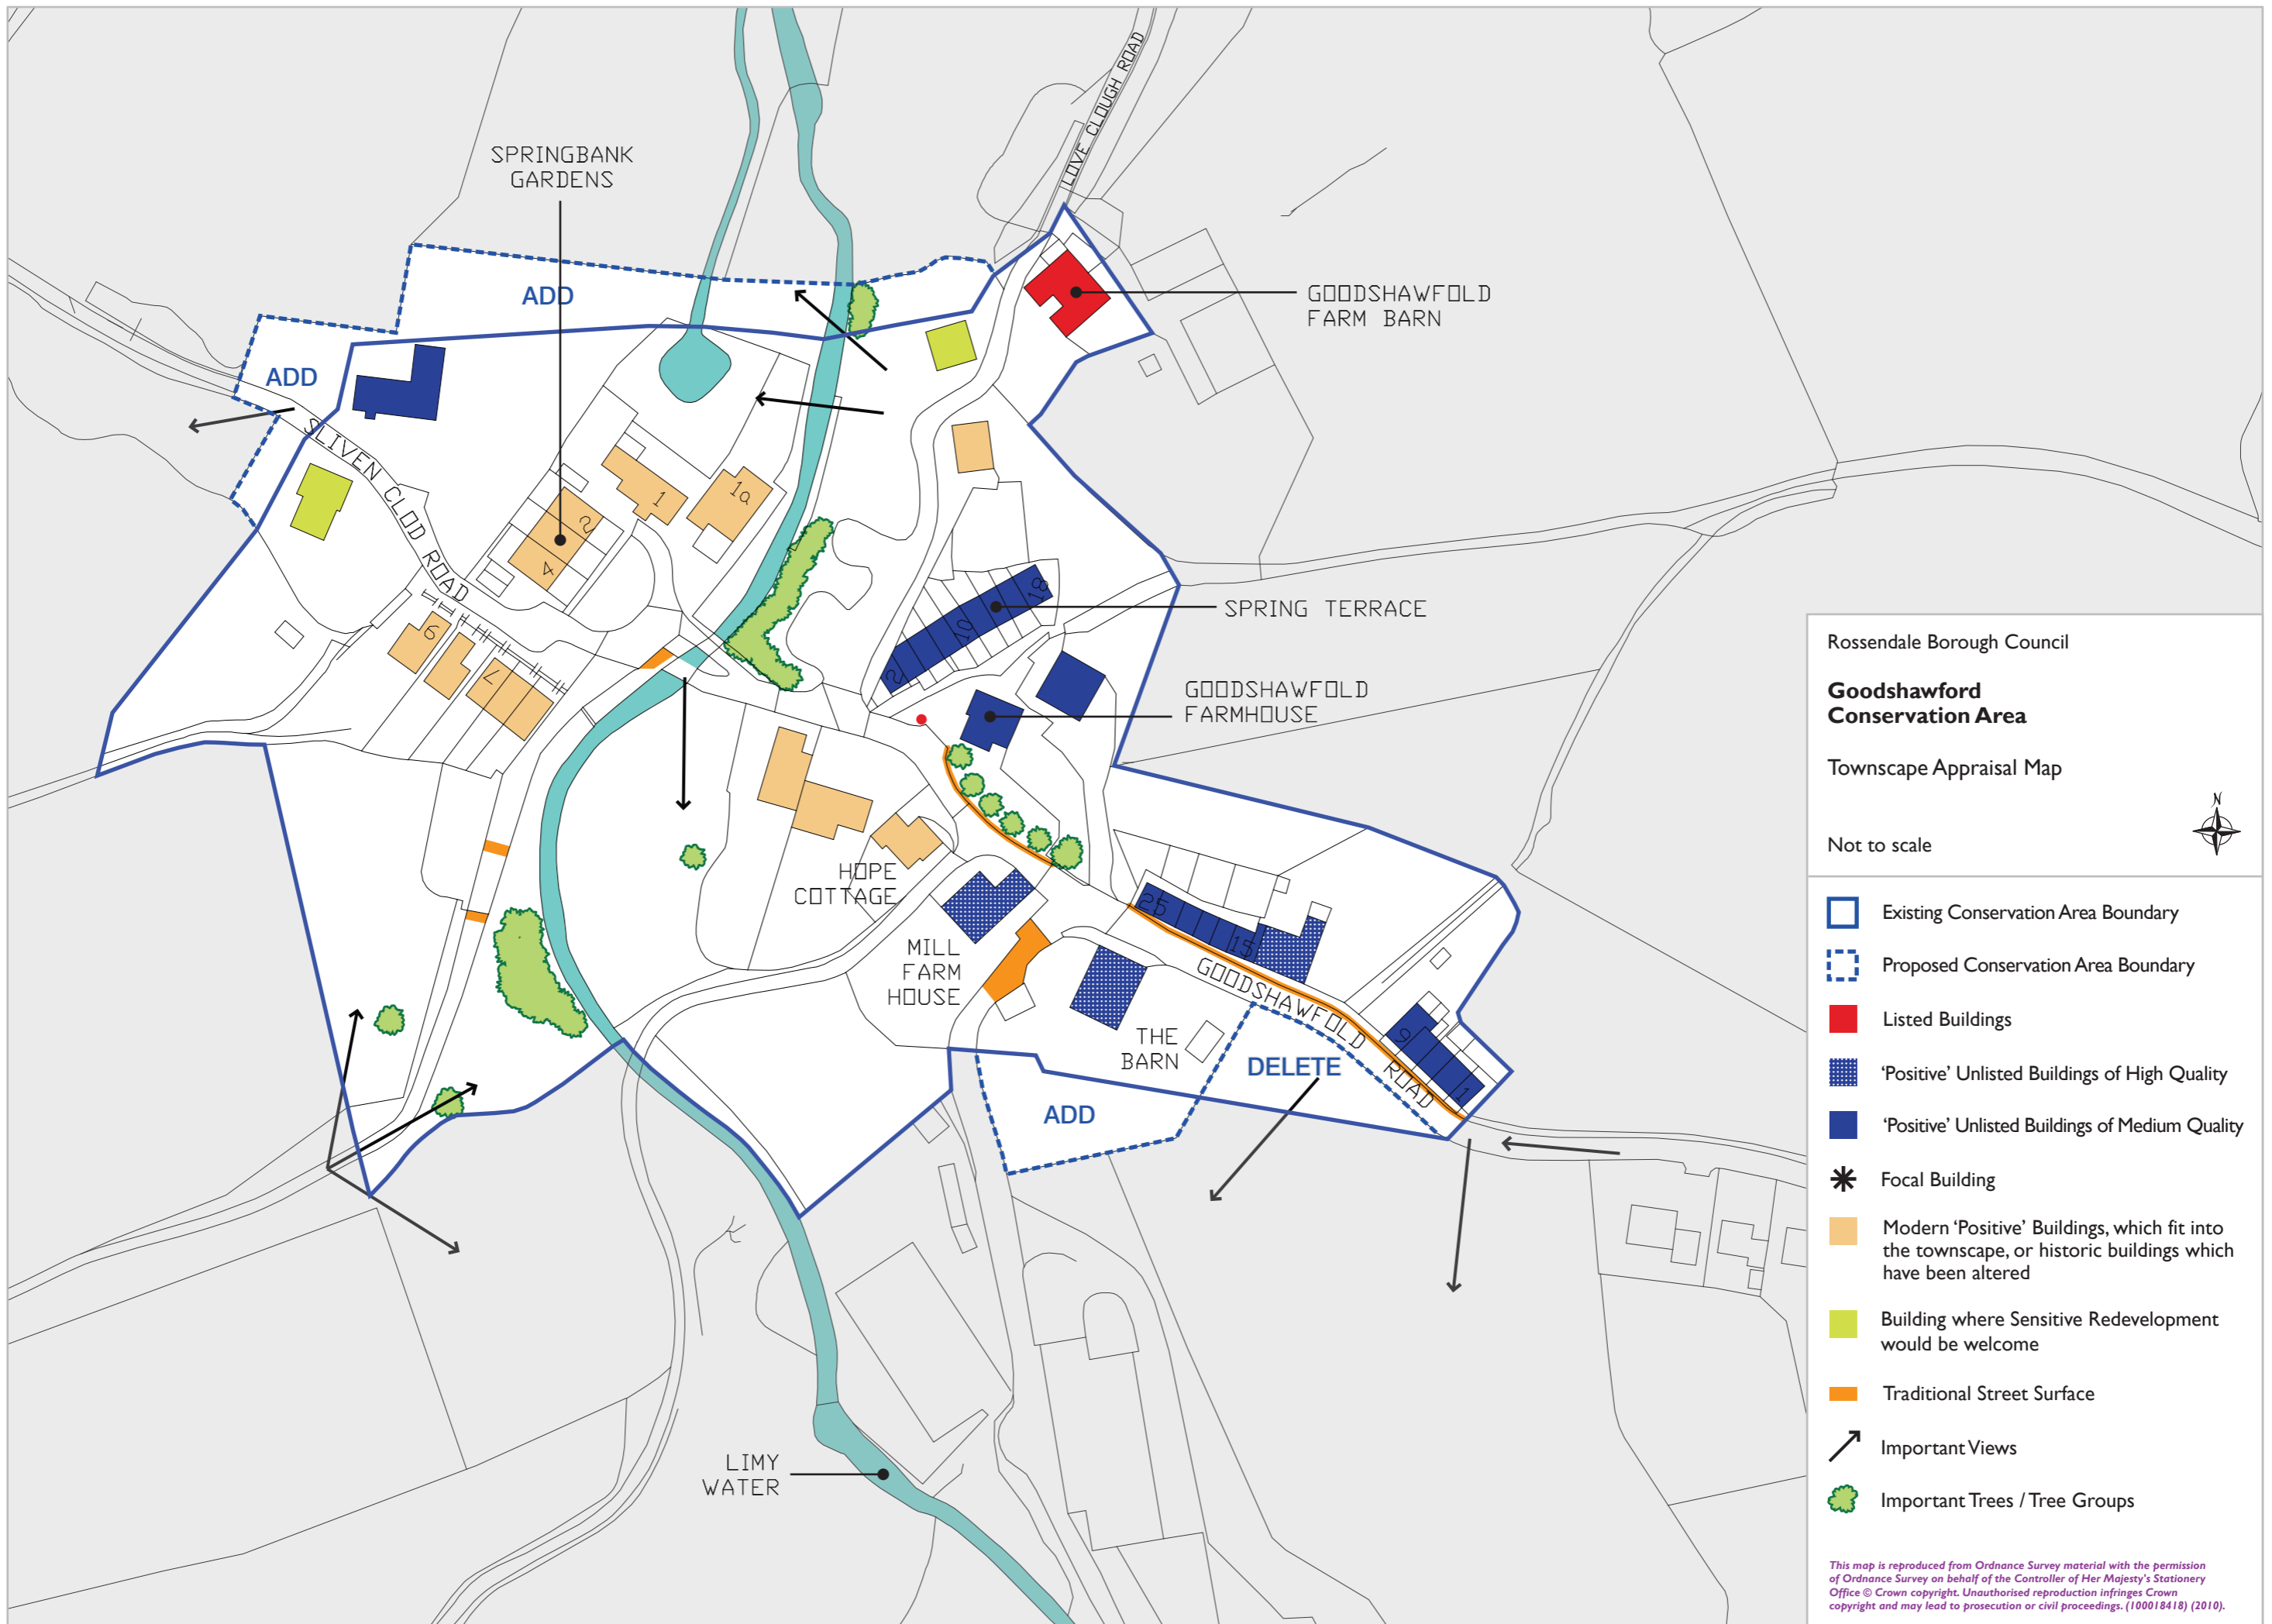 LOVE CLOUGH ROAD
SPRINGBANK
GARDENS
ADD
GOODSHAWFOLD
FARM BARN
ADD
SLIVEN CLOD ROAD
1
1a
2
4
18
10
2
SPRING TERRACE
6
7
GOODSHAWFOLD
FARMHOUSE
HOPE
COTTAGE
25
15
MILL
FARM
HOUSE
GOODSHAWFOLD ROAD
THE
BARN
9
1
DELETE
ADD
LIMY
WATER
Rossendale Borough Council
Goodshawford
Conservation Area
Townscape Appraisal Map
N
Not to scale
Existing Conservation Area Boundary
Proposed Conservation Area Boundary
Listed Buildings
‘Positive’ Unlisted Buildings of High Quality
‘Positive’ Unlisted Buildings of Medium Quality
Focal Building
Modern ‘Positive’ Buildings, which fit into
the townscape, or historic buildings which
have been altered
Building where Sensitive Redevelopment
would be welcome
Traditional Street Surface
Important Views
Important Trees / Tree Groups
This map is reproduced from Ordnance Survey material with the permission
of Ordnance Survey on behalf of the Controller of Her Majesty's Stationery
Office © Crown copyright. Unauthorised reproduction infringes Crown
copyright and may lead to prosecution or civil proceedings. (100018418) (2010).